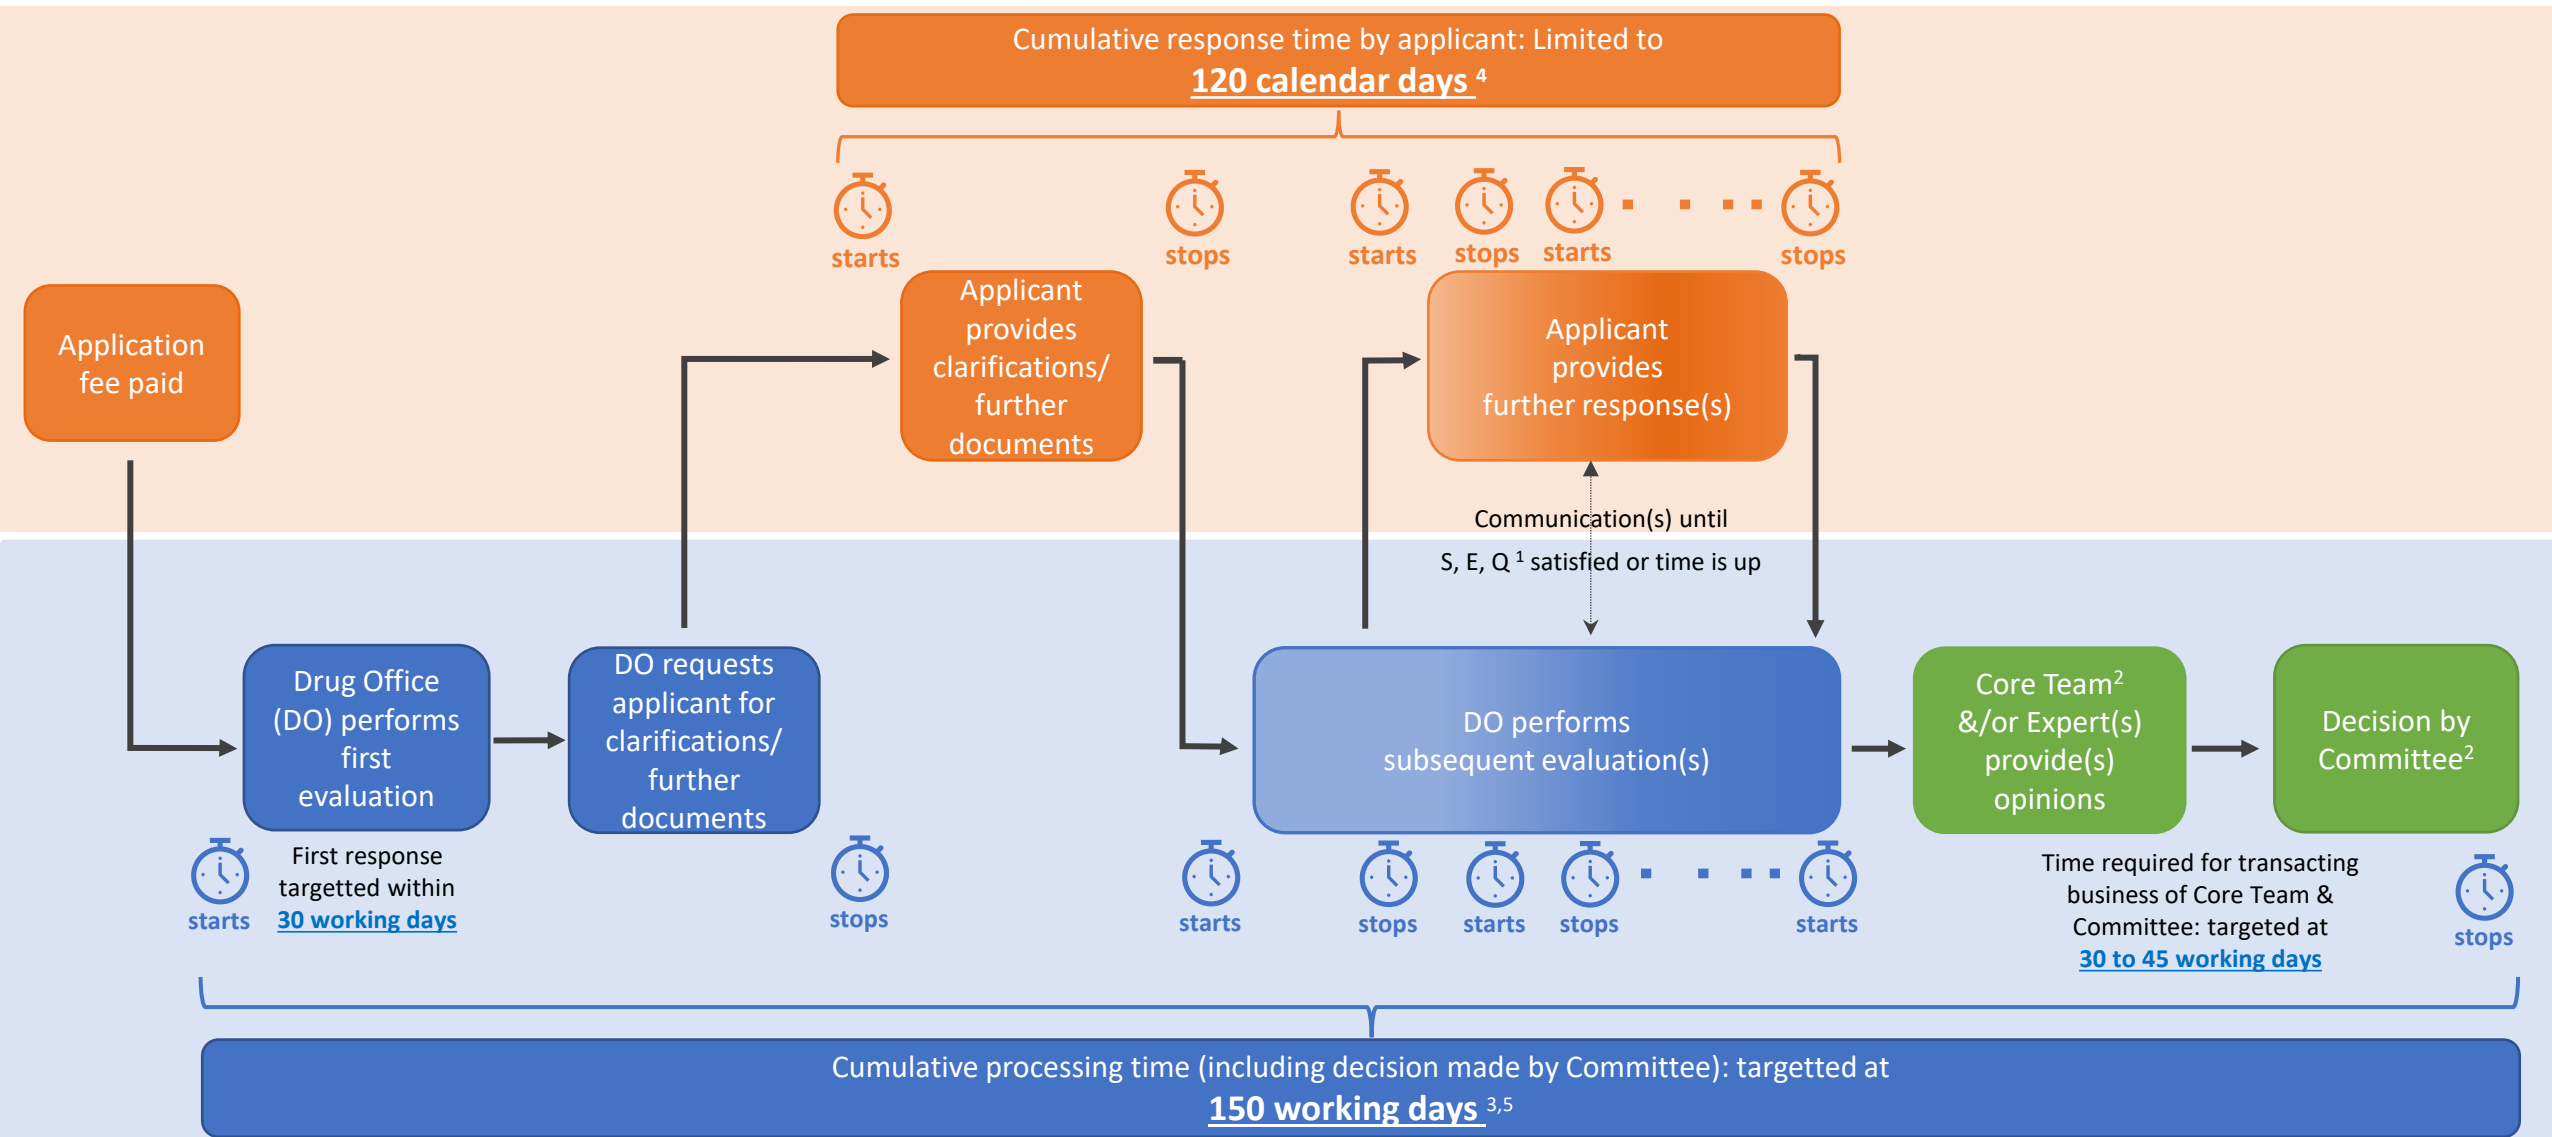 Cumulative response time by applicant: Limited to
120 calendar days 4
starts
stops
starts
stops
starts
stops
Application
fee paid
Applicant
provides
clarifications/
further
documents
Applicant
provides
further response(s)
Communication(s) until
S, E, Q 1 satisfied or time is up
Drug Office
(DO) performs
first
evaluation
DO requests
applicant for
clarifications/
further
documents
DO performs
subsequent evaluation(s)
Core Team2
&/or Expert(s)
provide(s)
opinions
Decision by
Committee2
starts
First response
targetted within
30 working days
stops
starts
stops
starts
stops
starts
Time required for transacting
business of Core Team &
Committee: targeted at
30 to 45 working days
stops
Cumulative processing time (including decision made by Committee): targetted at
150 working days 3,5